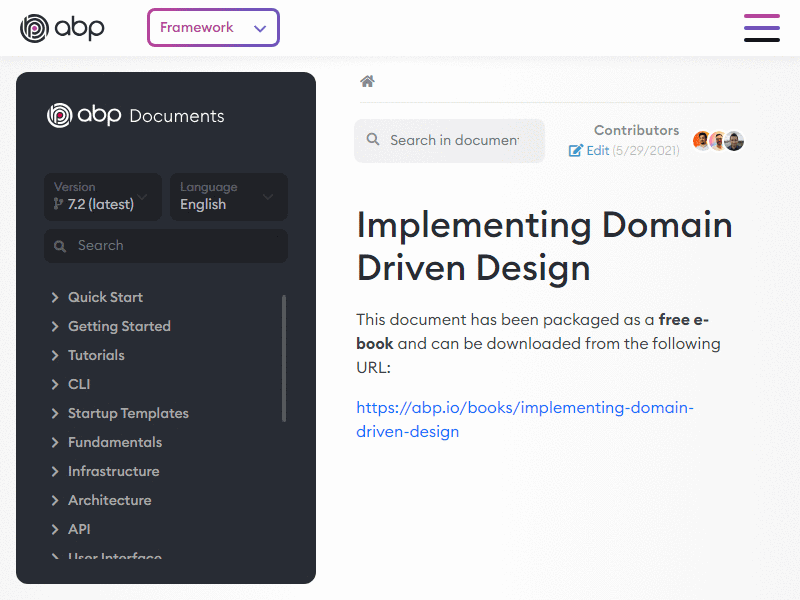 abp
Framework
abp Documents
Version
7.2 (latest)
Language
English
Search
Quick Start
Getting Started
Tutorials
CLI
Startup Templates
Fundamentals
Infrastructure
Architecture
API
User Interface
Search in documen
Contributors
Edit (5/29/2021)
Implementing Domain
Driven Design
This document has been packaged as a free e-
book and can be downloaded from the following
URL:
https://abp.io/books/implementing-domain-
driven-design